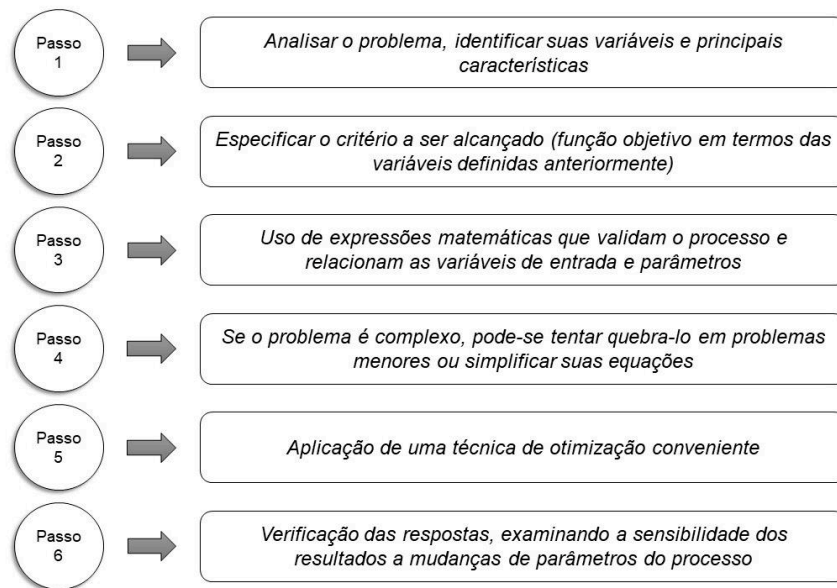 Passo
1
Analisar o problema, identificar suas variáveis e principais
características
Passo
2
Especificar o critério a ser alcançado (função objetivo em termos das
variáveis definidas anteriormente)
Passo
3
Uso de expressões matemáticas que validam o processo e
relacionam as variáveis de entrada e parâmetros
Passo
4
Se o problema é complexo, pode-se tentar quebra-lo em problemas
menores ou simplificar suas equações
Passo
5
Aplicação de uma técnica de otimização conveniente
Passo
6
Verificação das respostas, examinando a sensibilidade dos
resultados a mudanças de parâmetros do processo